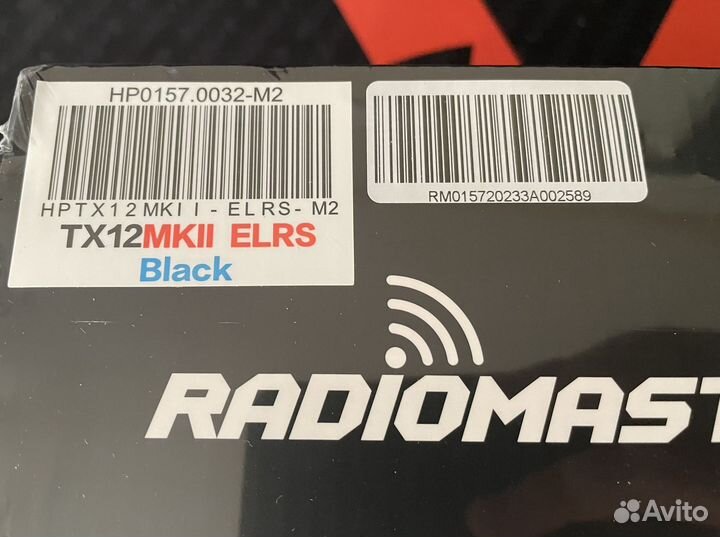 HP0157.0032-M2
HPTX12MKII-ELRS-M2
TX12MKII ELRS
Black
RM015720233A002589
RADIOMAST
Avito